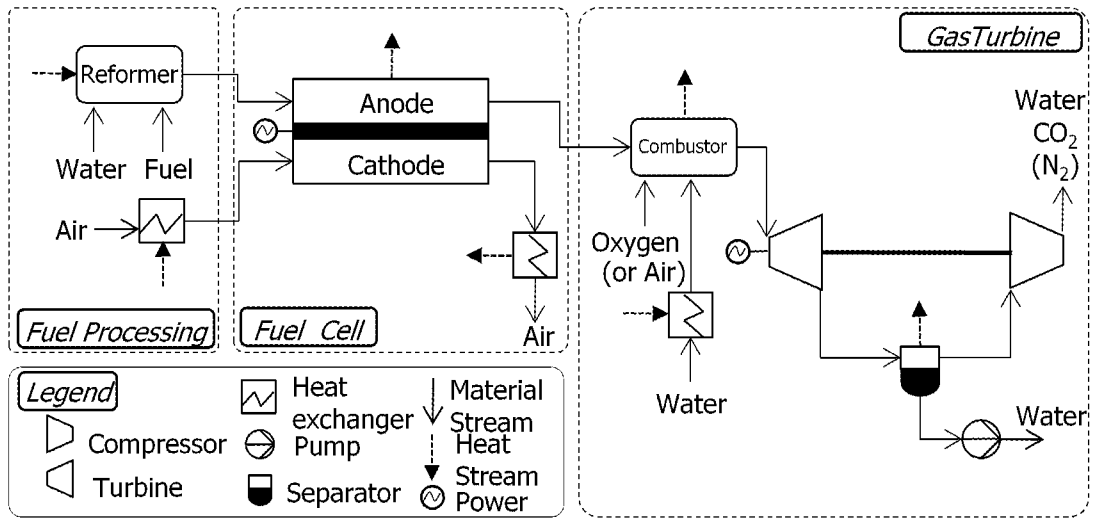 GasTurbine
Reformer
Water Fuel
Air
Fuel Processing
Anode
Cathode
Air
Fuel Cell
Combustor
Oxygen
(or Air)
Water
Water
CO₂
(N₂)
Water
Legend
Compressor
Turbine
Heat
exchanger
Pump
Separator
Material
Stream
Heat
Stream
Power